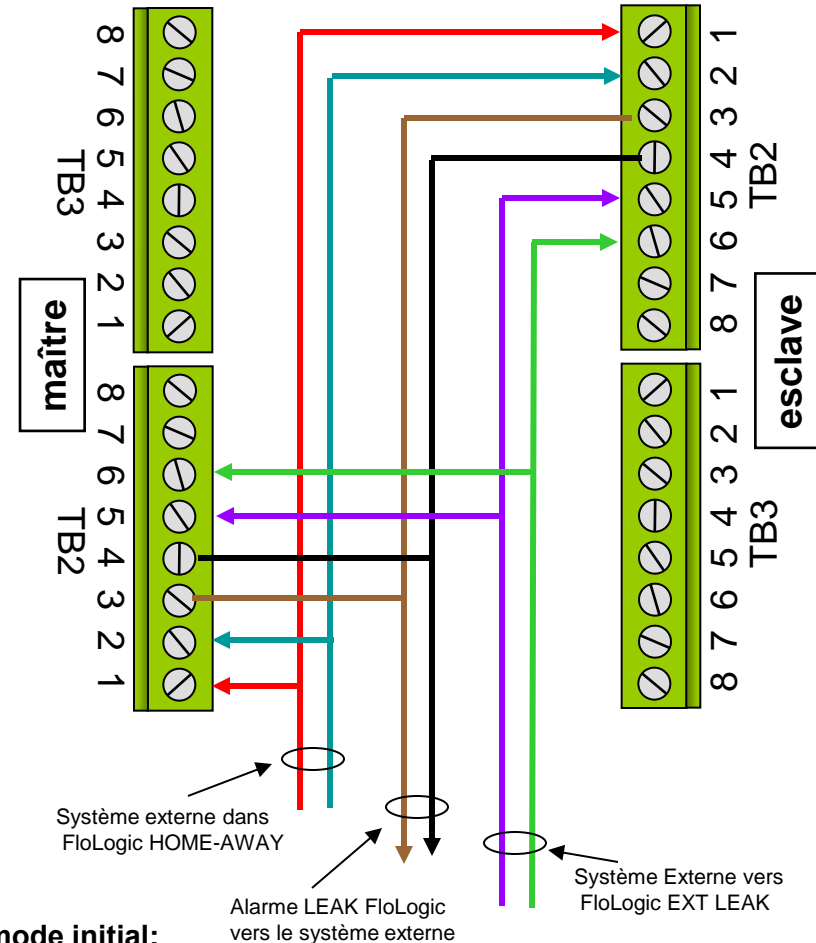 8
7
6
5
4
3
2
1
TB3
maître
8
7
6
5
4
3
2
1
TB2
1
2
3
4
5
6
7
8
TB2
esclave
1
2
3
4
5
6
7
8
TB3
Système externe dans
FloLogic HOME-AWAY
Alarme LEAK FloLogic
vers le système externe
Système Externe vers
FloLogic EXT LEAK
mode initial: